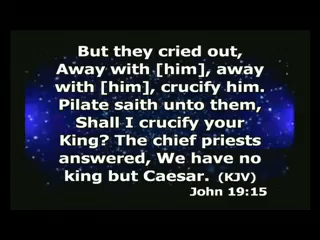 But they cried out,
Away with [him], away
with [him], crucify him.
Pilate saith unto them,
Shall I crucify your
King? The chief priests
answered, We have no
king but Caesar. (KJV)
John 19:15